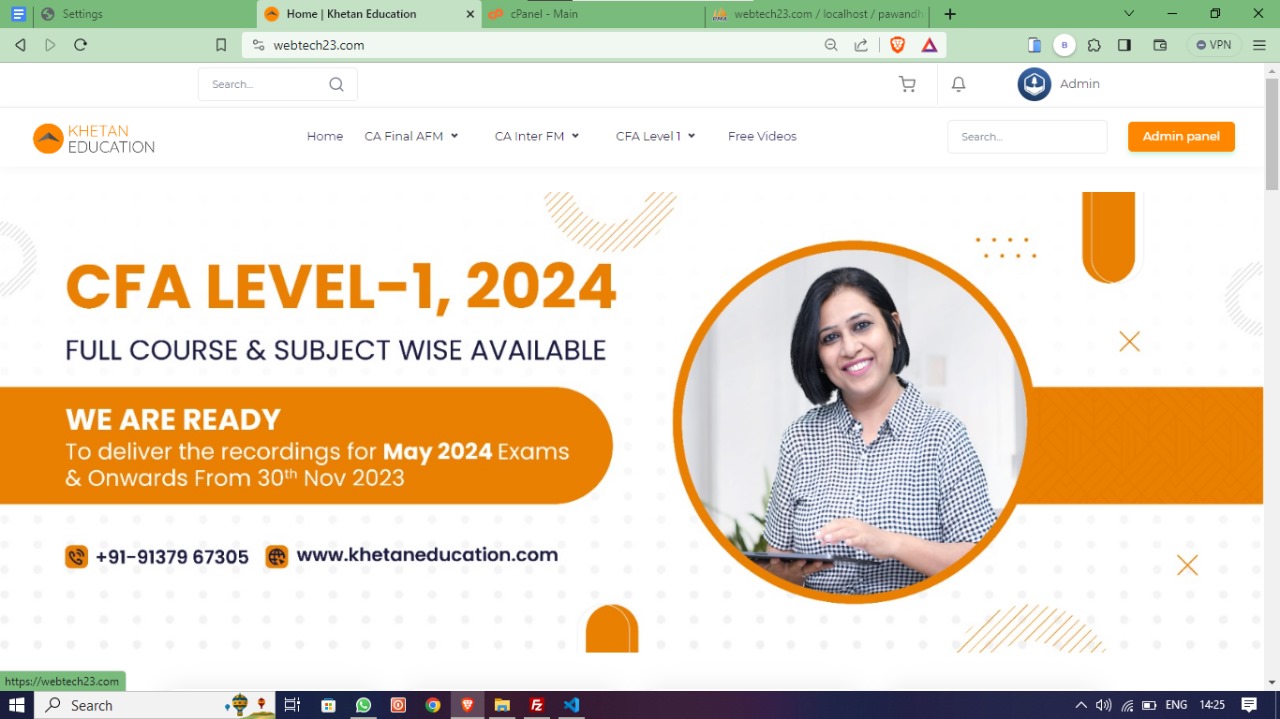 Settings
Home | Khetan Education
cPanel - Main
webtech23.com / localhost / pawandh
webtech23.com
VPN
Search...
Admin
KHETAN
EDUCATION
Home
CA Final AFM
CA Inter FM
CFA Level 1
Free Videos
Search...
Admin panel
CFA LEVEL-1, 2024
FULL COURSE & SUBJECT WISE AVAILABLE
WE ARE READY
To deliver the recordings for May 2024 Exams
& Onwards From 30th Nov 2023
+91-91379 67305
www.khetaneducation.com
https://webtech23.com
Search
ENG
14:25